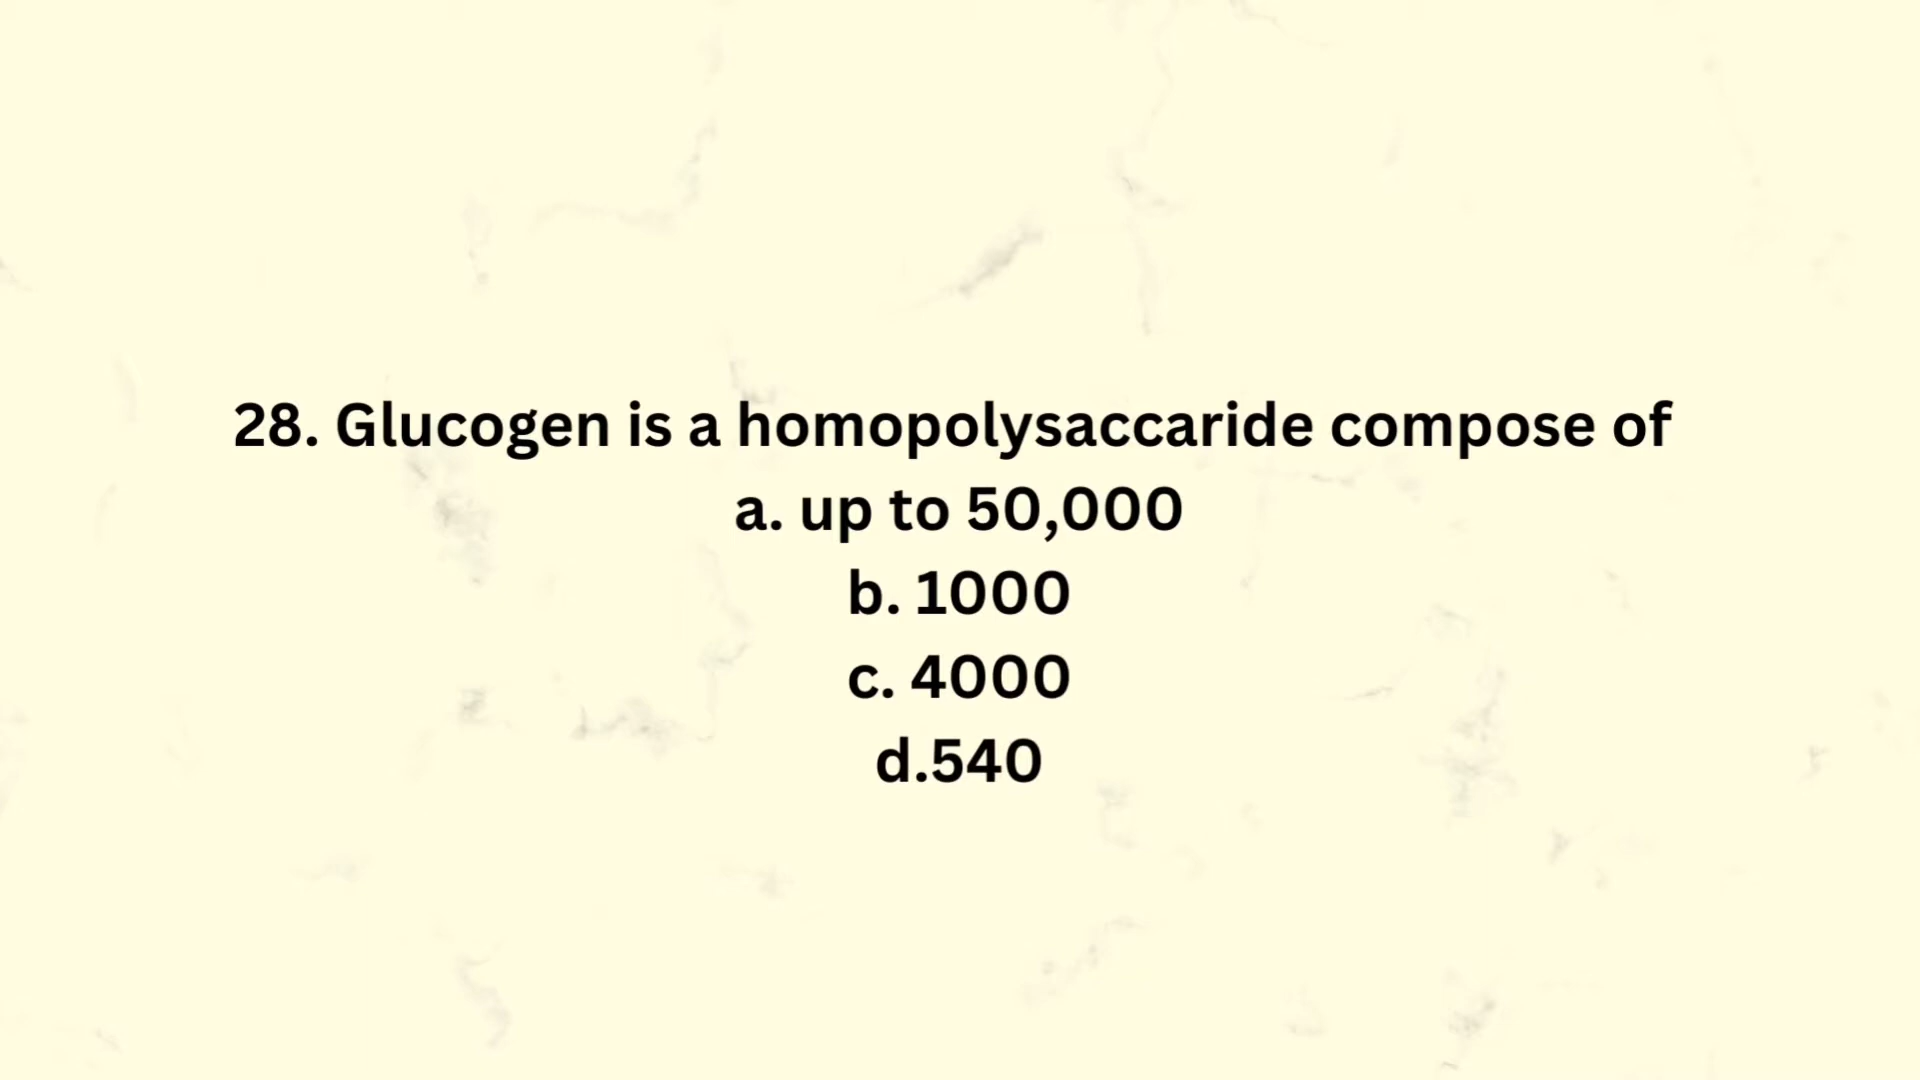 28. Glucogen is a homopolysaccaride compose of
a. up to 50,000
b. 1000
c. 4000
d.540